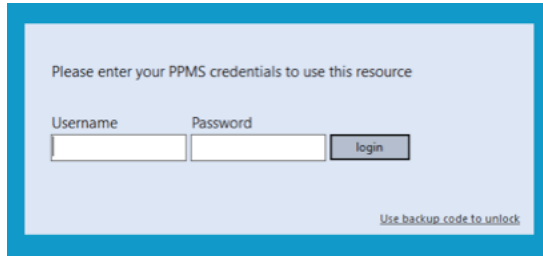 Please enter your PPMS credentials to use this resource
Username Password
login
Use backup code to unlock